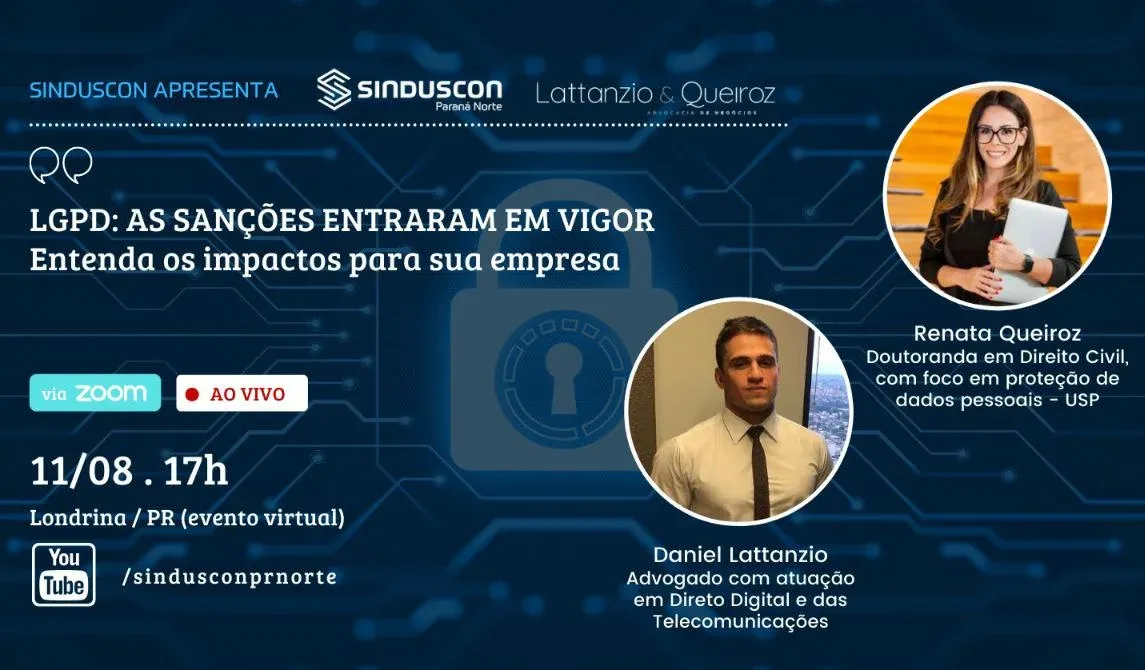 SINDUSCON APRESENTA
SINDUSCON
Paraná Norte
Lattanzio & Queiroz
ADVOCACIA DE NEGÓCIOS
LGPD: AS SANÇÕES ENTRARAM EM VIGOR
Entenda os impactos para sua empresa
via zoom
AO VIVO
11/08 . 17h
Londrina / PR (evento virtual)
You
Tube
/sindusconprnorte
Renata Queiroz
Doutoranda em Direito Civil,
com foco em proteção de
dados pessoais - USP
Daniel Lattanzio
Advogado com atuação
em Direto Digital e das
Telecomunicações